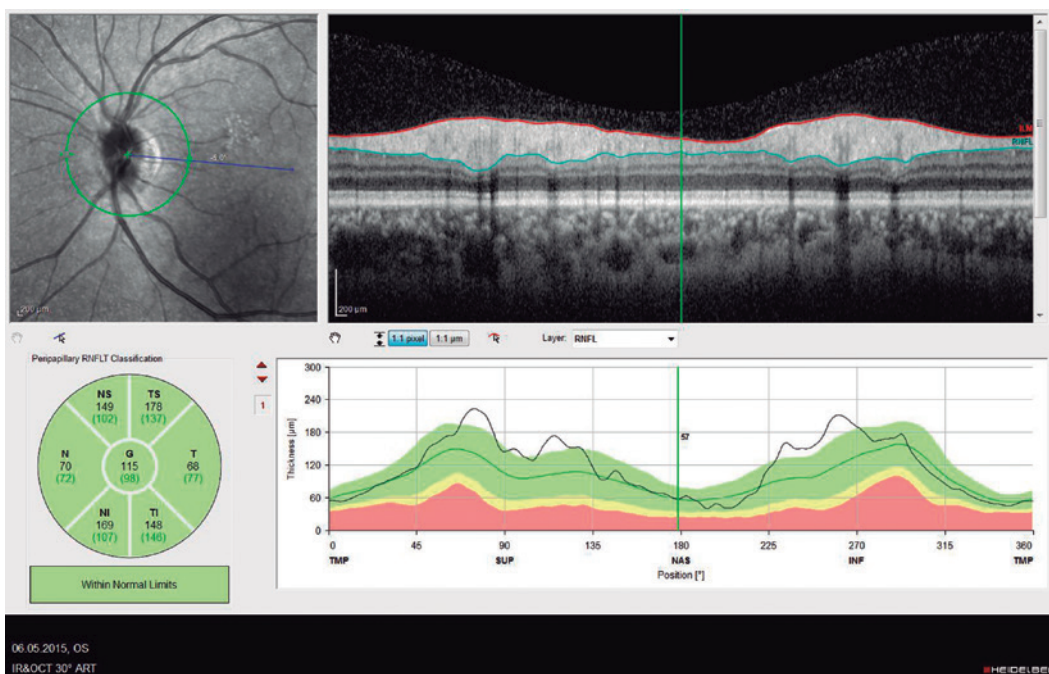 -8.0°
200 µm
ILM
RNFL
200 µm
1:1 pixel 1:1 µm Layer: RNFL
Peripapillary RNFLT Classification
NS
149
(102)
TS
178
(137)
N
70
(72)
G
115
(98)
T
68
(77)
NI
169
(107)
TI
148
(146)
Within Normal Limits
1
Thickness [µm]
300
240
180
120
60
0
57
0 45 90 135 180 225 270 315 360
TMP SUP NAS INF TMP
Position [°]
06.05.2015, OS
IR&OCT 30° ART
HEIDELBE